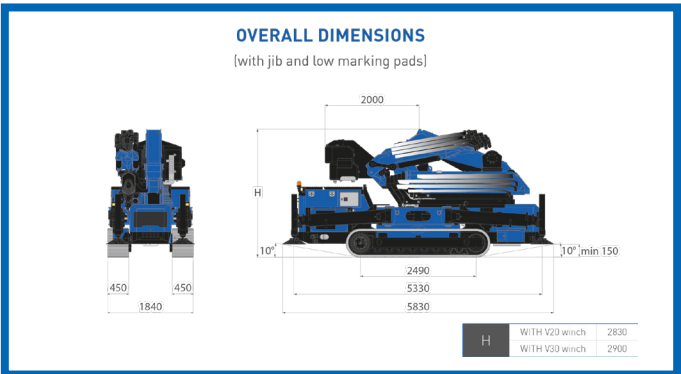 OVERALL DIMENSIONS
(with jib and low marking pads)
2000
H
10°
10° min 150
2490
450 450
5330
1840
5830
H
WITH V20 winch 2830
WITH V30 winch 2900